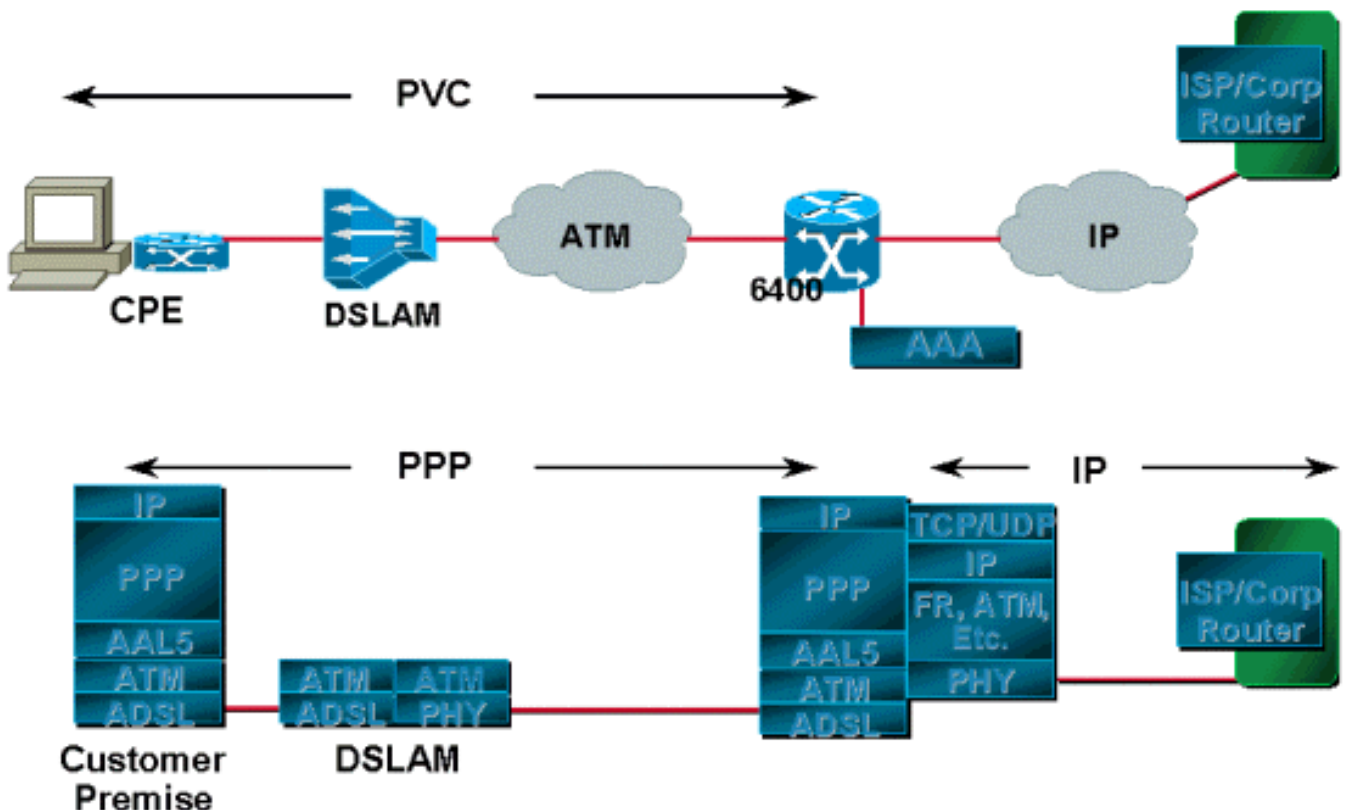 PVC
ISP/Corp
Router
ATM
IP
6400
CPE
DSLAM
AAA
PPP
IP
IP
PPP
AAL5
ATM
ADSL
Customer
Premise
ATM
ATM
ADSL
PHY
DSLAM
IP
PPP
AAL5
ATM
ADSL
TCP/UDP
IP
FR, ATM,
Etc.
PHY
ISP/Corp
Router